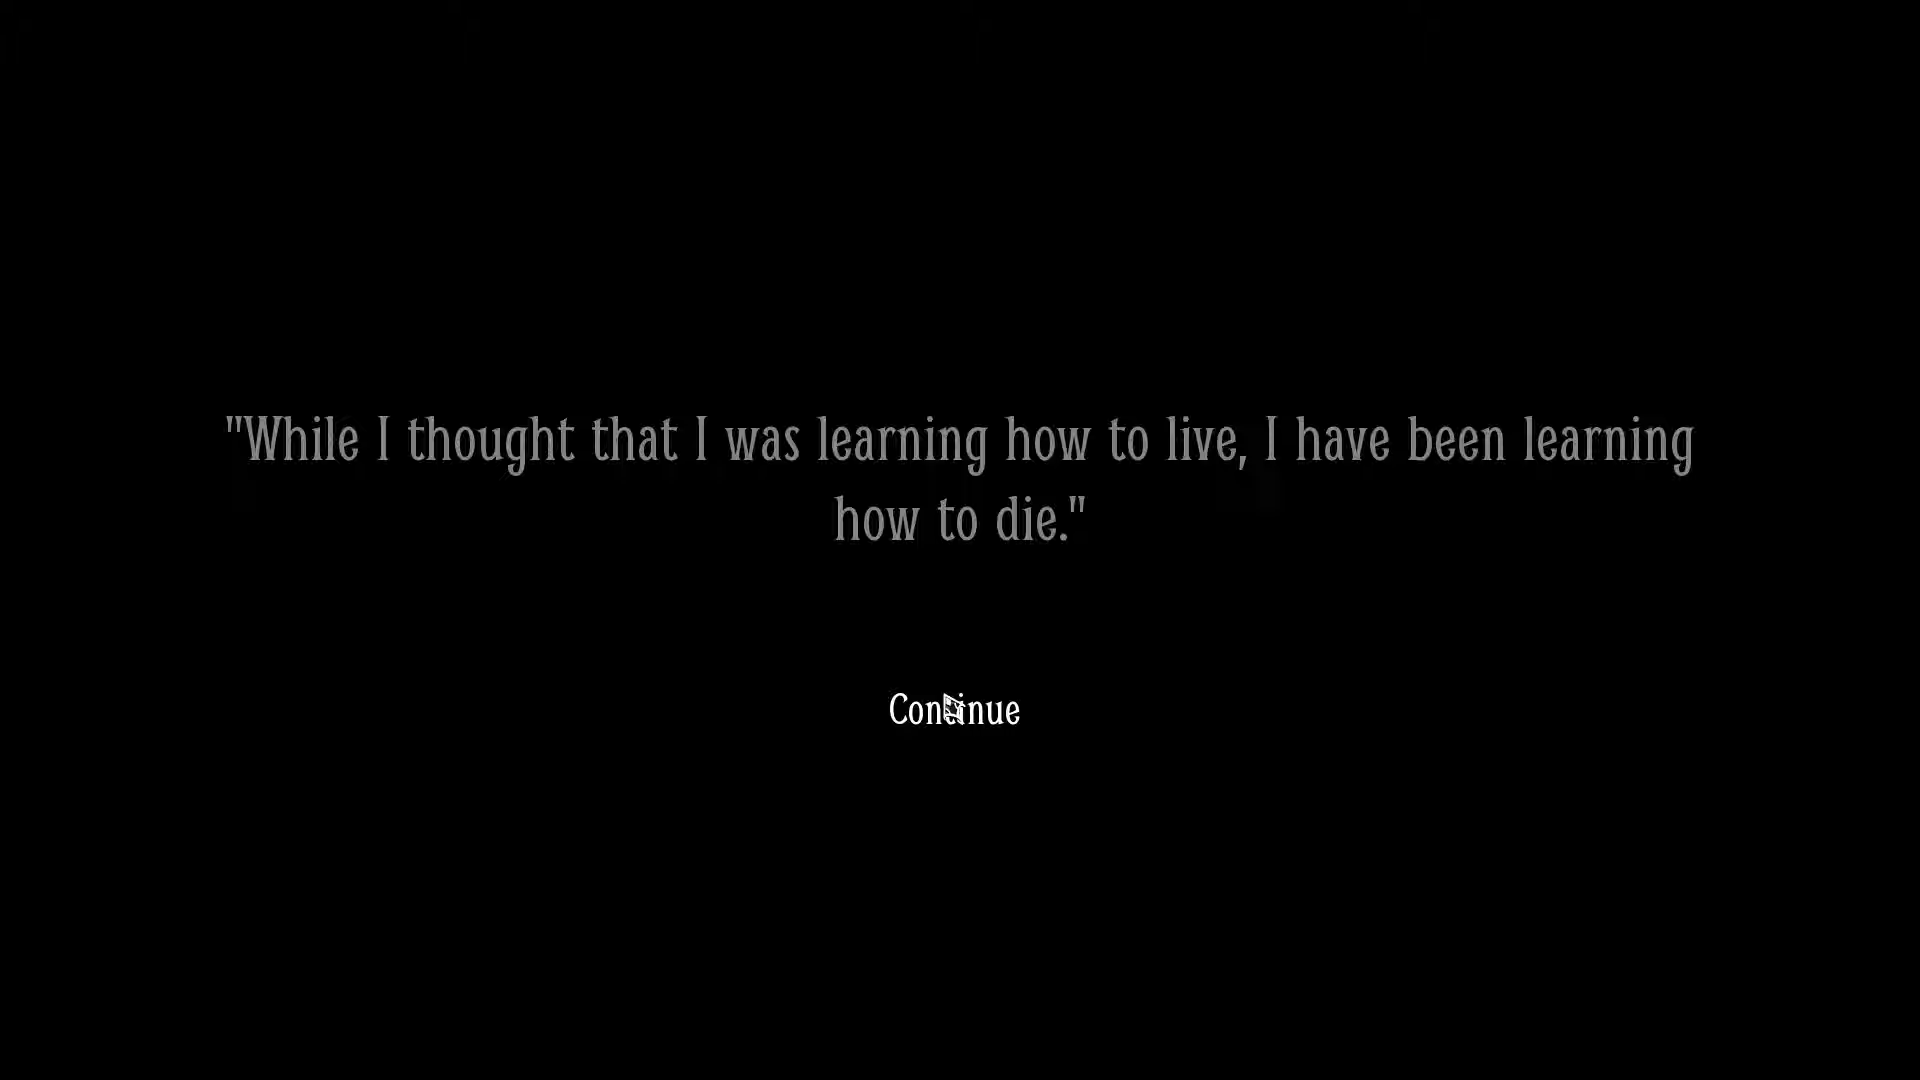 "While I thought that I was learning how to live, I have been learning
how to die."
Continue